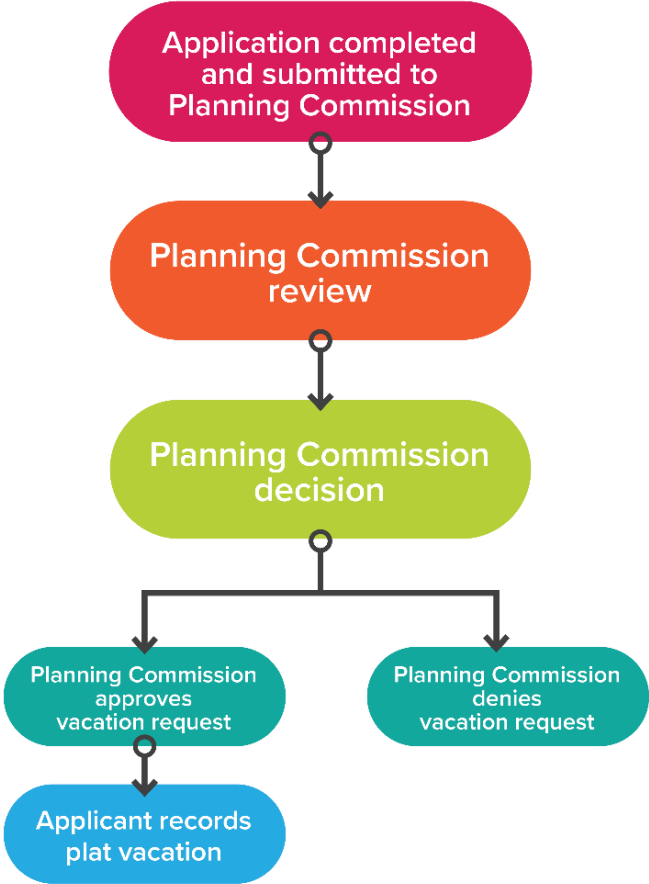 Application completed
and submitted to
Planning Commission
Planning Commission
review
Planning Commission
decision
Planning Commission
approves
vacation request
Planning Commission
denies
vacation request
Applicant records
plat vacation